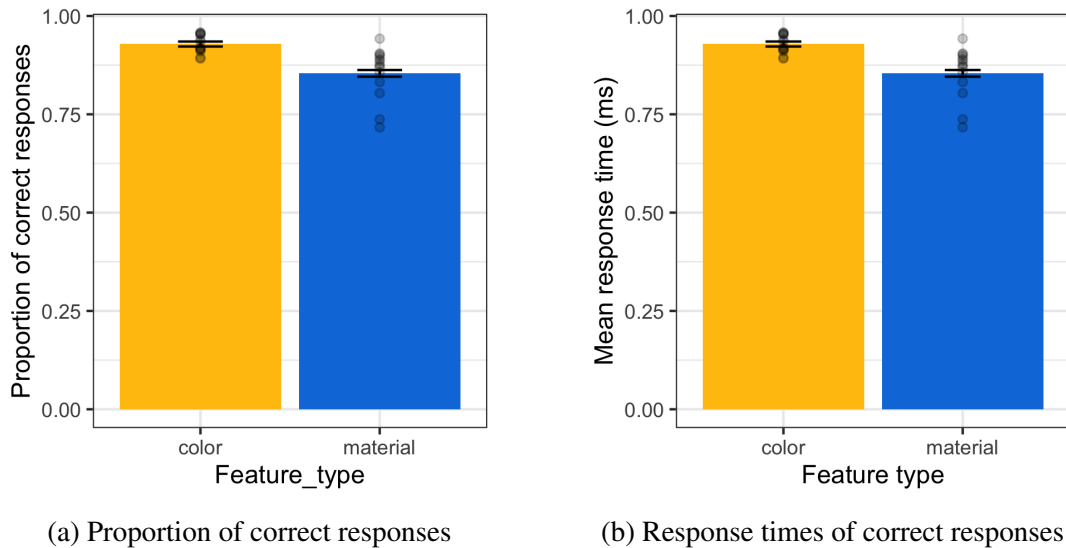 Proportion of correct responses
1.00
0.75
0.50
0.25
0.00
color material
Feature_type
(a) Proportion of correct responses
Mean response time (ms)
1.00
0.75
0.50
0.25
0.00
color material
Feature type
(b) Response times of correct responses